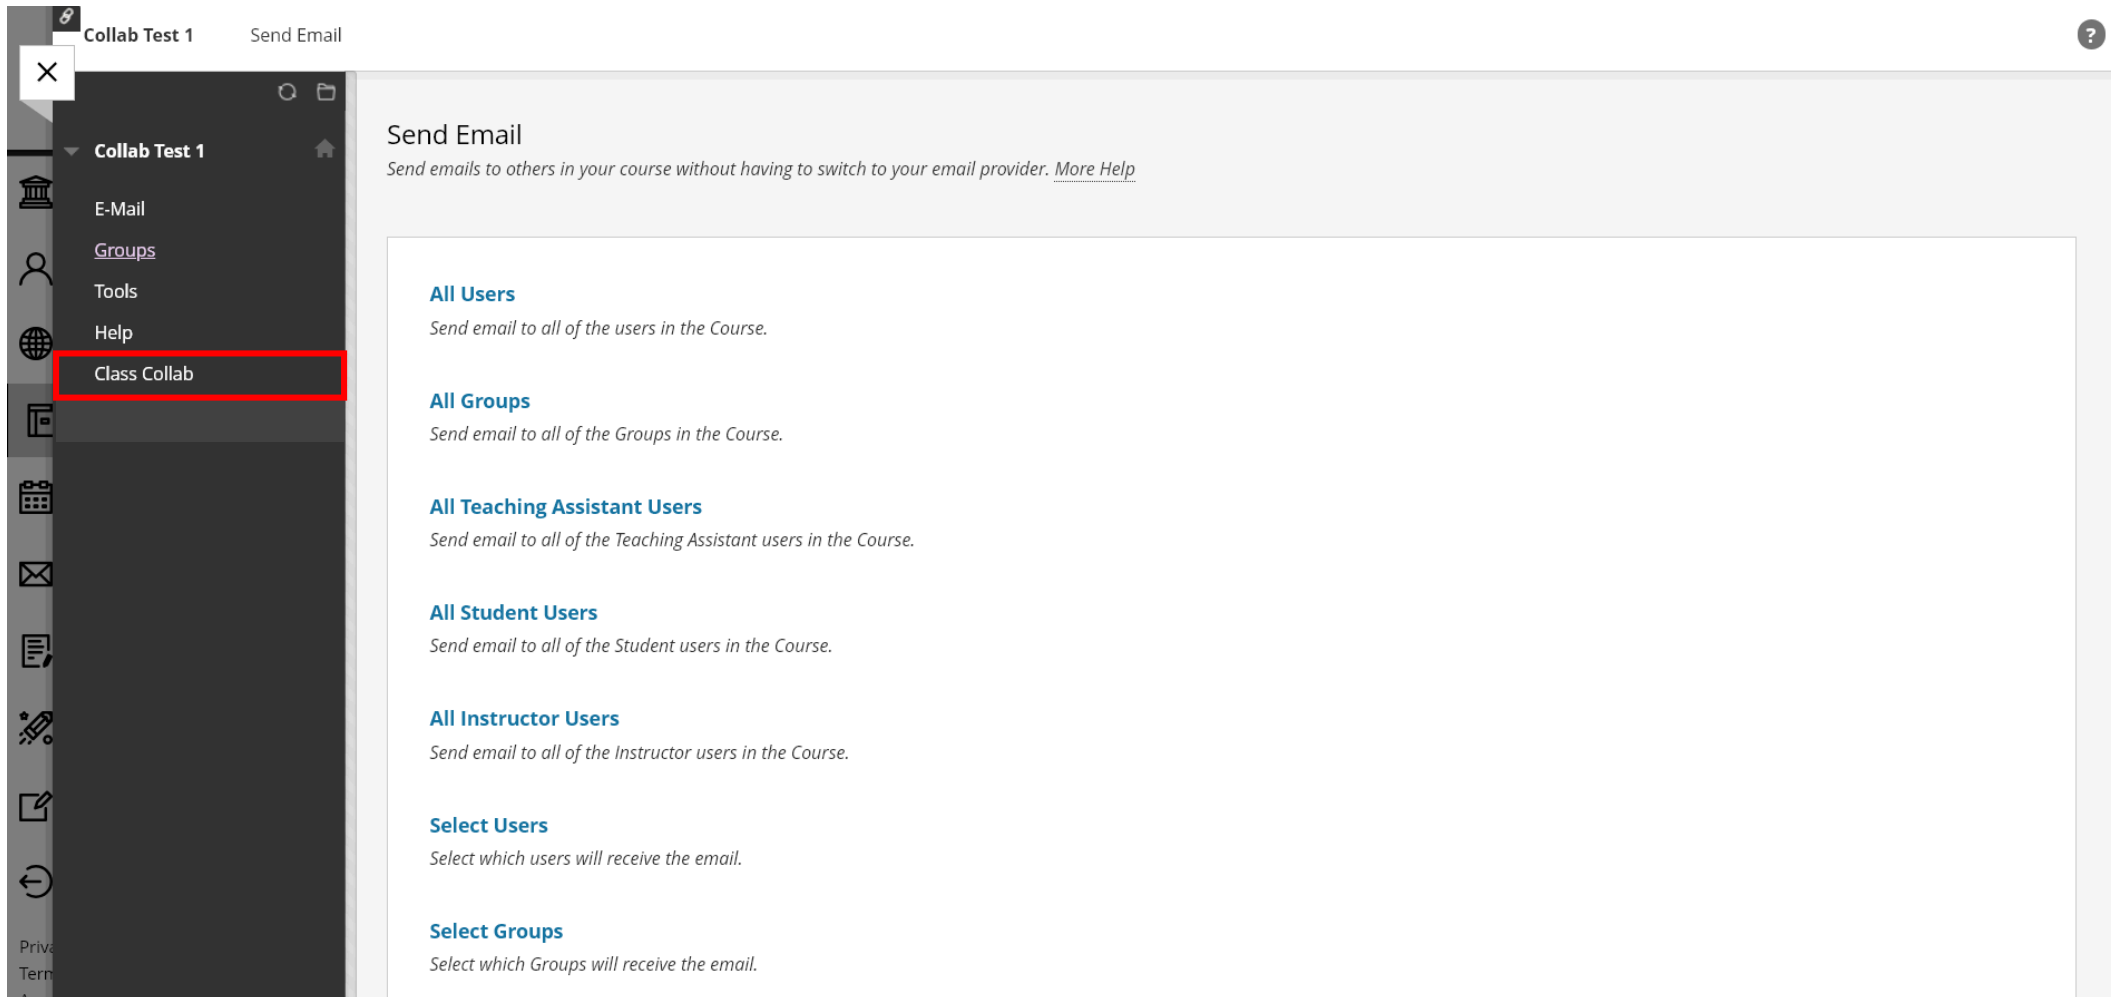 Collab Test 1 Send Email
?
Collab Test 1
E-Mail
Groups
Tools
Help
Class Collab
Send Email
Send emails to others in your course without having to switch to your email provider. More Help
All Users
Send email to all of the users in the Course.
All Groups
Send email to all of the Groups in the Course.
All Teaching Assistant Users
Send email to all of the Teaching Assistant users in the Course.
All Student Users
Send email to all of the Student users in the Course.
All Instructor Users
Send email to all of the Instructor users in the Course.
Select Users
Select which users will receive the email.
Select Groups
Select which Groups will receive the email.